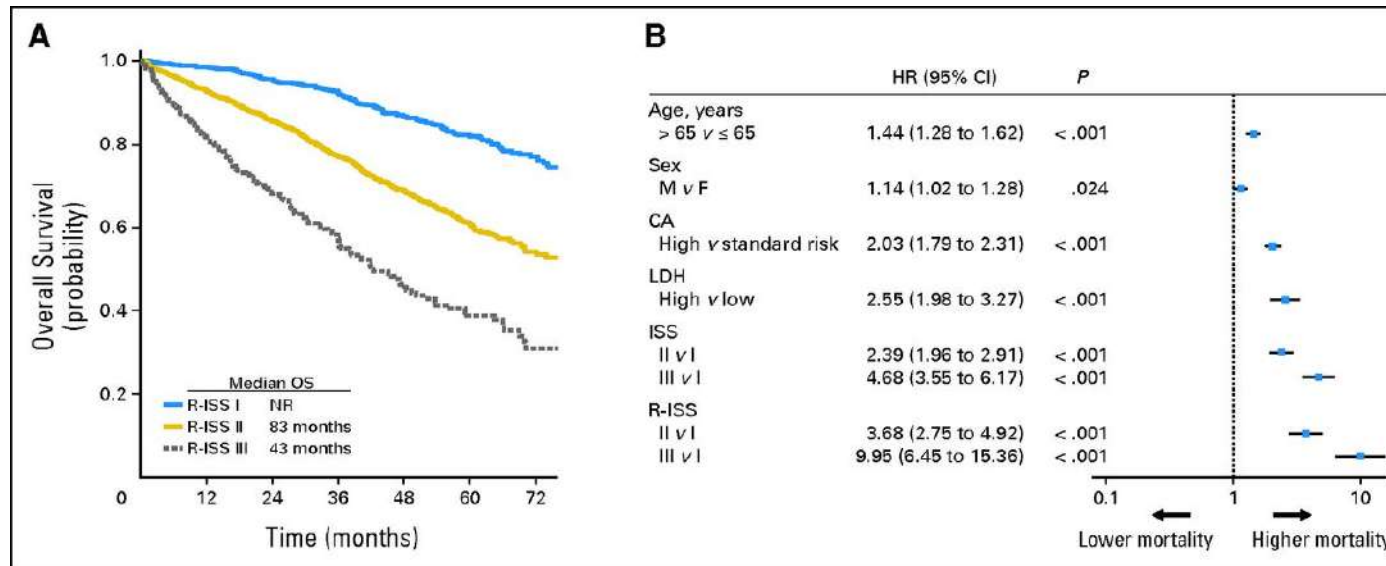 A
Overall Survival
(probability)
1.0
0.8
0.6
0.4
0.2
0
12
24
36
48
60
72
Time (months)
Median OS
R-ISS I NR
R-ISS II 83 months
R-ISS III 43 months
B
HR (95% CI) P
Age, years
> 65 v ≤ 65 1.44 (1.28 to 1.62) < .001
Sex
M v F 1.14 (1.02 to 1.28) .024
CA
High v standard risk 2.03 (1.79 to 2.31) < .001
LDH
High v low 2.55 (1.98 to 3.27) < .001
ISS
II v I 2.39 (1.96 to 2.91) < .001
III v I 4.68 (3.55 to 6.17) < .001
R-ISS
II v I 3.68 (2.75 to 4.92) < .001
III v I 9.95 (6.45 to 15.36) < .001
0.1 1 10
Lower mortality Higher mortality